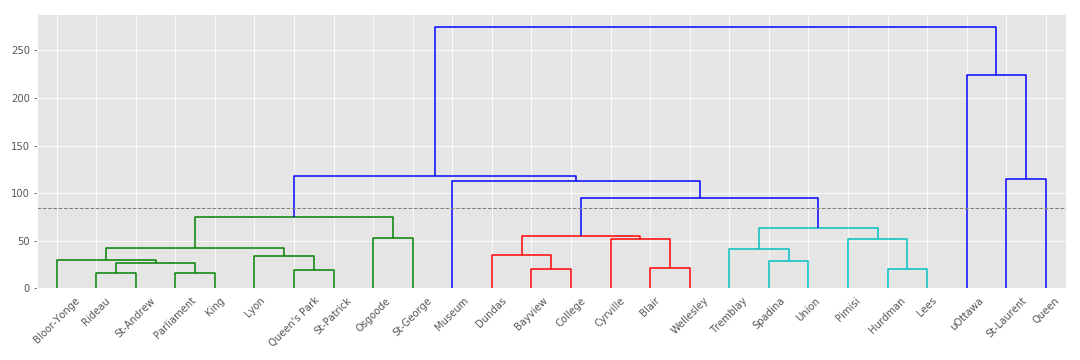 250
200
150
100
50
0
Bloor-Yonge
Rideau
St-Andrew
Parliament
King
Lyon
Queen's Park
St-Patrick
Osgoode
St-George
Museum
Dundas
Bayview
College
Cyrville
Blair
Wellesley
Tremblay
Spadina
Union
Pimisi
Hurdman
Lees
uOttawa
St-Laurent
Queen